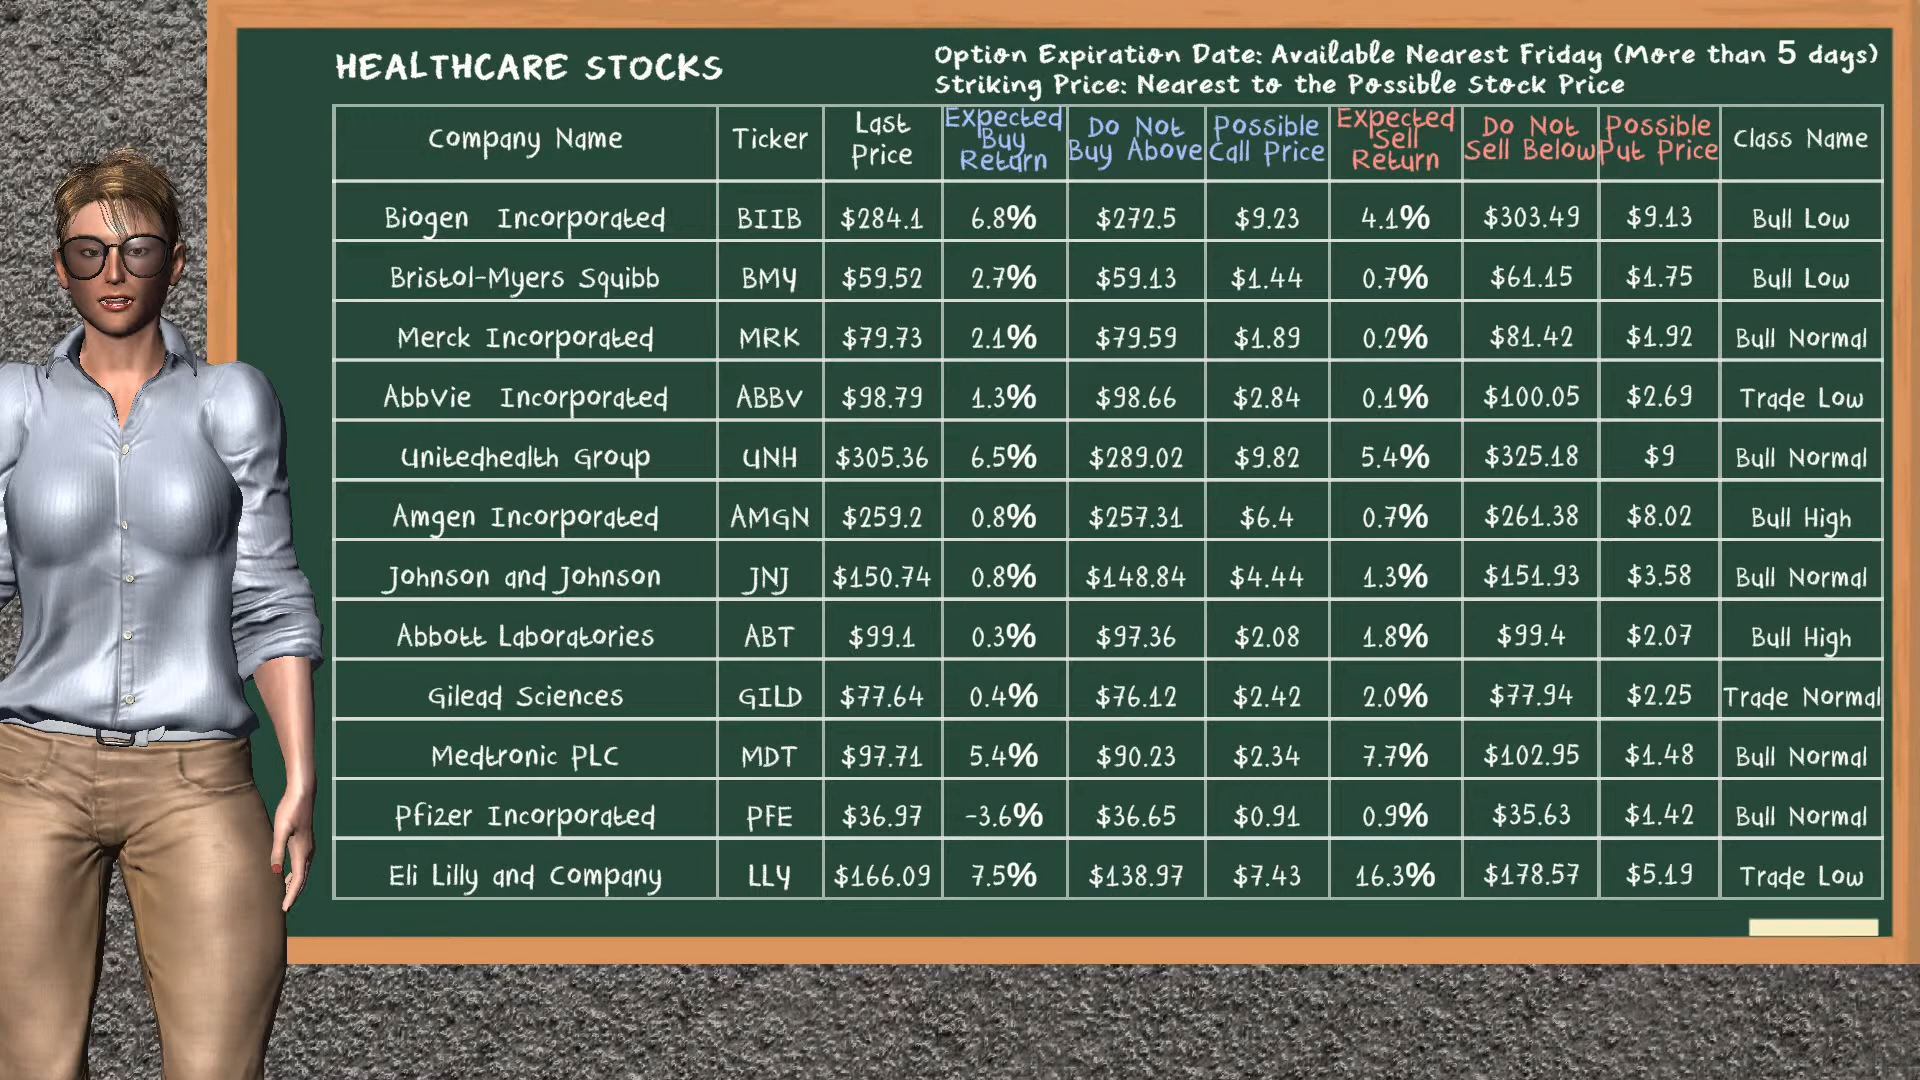 HEALTHCARE STOCKS
Option Expiration Date: Available Nearest Friday (More than 5 days)
Striking Price: Nearest to the Possible Stock Price
Company Name Ticker Last Price Expected Buy Return Do Not Buy Above Possible Call Price Expected Sell Return Do Not Sell Below Possible Put Price Class Name
Biogen Incorporated BIIB $284.1 6.8% $272.5 $9.23 4.1% $303.49 $9.13 Bull Low
Bristol-Myers Squibb BMY $59.52 2.7% $59.13 $1.44 0.7% $61.15 $1.75 Bull Low
Merck Incorporated MRK $79.73 2.1% $79.59 $1.89 0.2% $81.42 $1.92 Bull Normal
AbbVie Incorporated ABBV $98.79 1.3% $98.66 $2.84 0.1% $100.05 $2.69 Trade Low
Unitedhealth Group UNH $305.36 6.5% $289.02 $9.82 5.4% $325.18 $9 Bull Normal
Amgen Incorporated AMGN $259.2 0.8% $257.31 $6.4 0.7% $261.38 $8.02 Bull High
Johnson and Johnson JNJ $150.74 0.8% $148.84 $4.44 1.3% $151.93 $3.58 Bull Normal
Abbott Laboratories ABT $99.1 0.3% $97.36 $2.08 1.8% $99.4 $2.07 Bull High
Gilead Sciences GILD $77.64 0.4% $76.12 $2.42 2.0% $77.94 $2.25 Trade Normal
Medtronic PLC MDT $97.71 5.4% $90.23 $2.34 7.7% $102.95 $1.48 Bull Normal
Pfizer Incorporated PFE $36.97 -3.6% $36.65 $0.91 0.9% $35.63 $1.42 Bull Normal
Eli Lilly and Company LLY $166.09 7.5% $138.97 $7.43 16.3% $178.57 $5.19 Trade Low